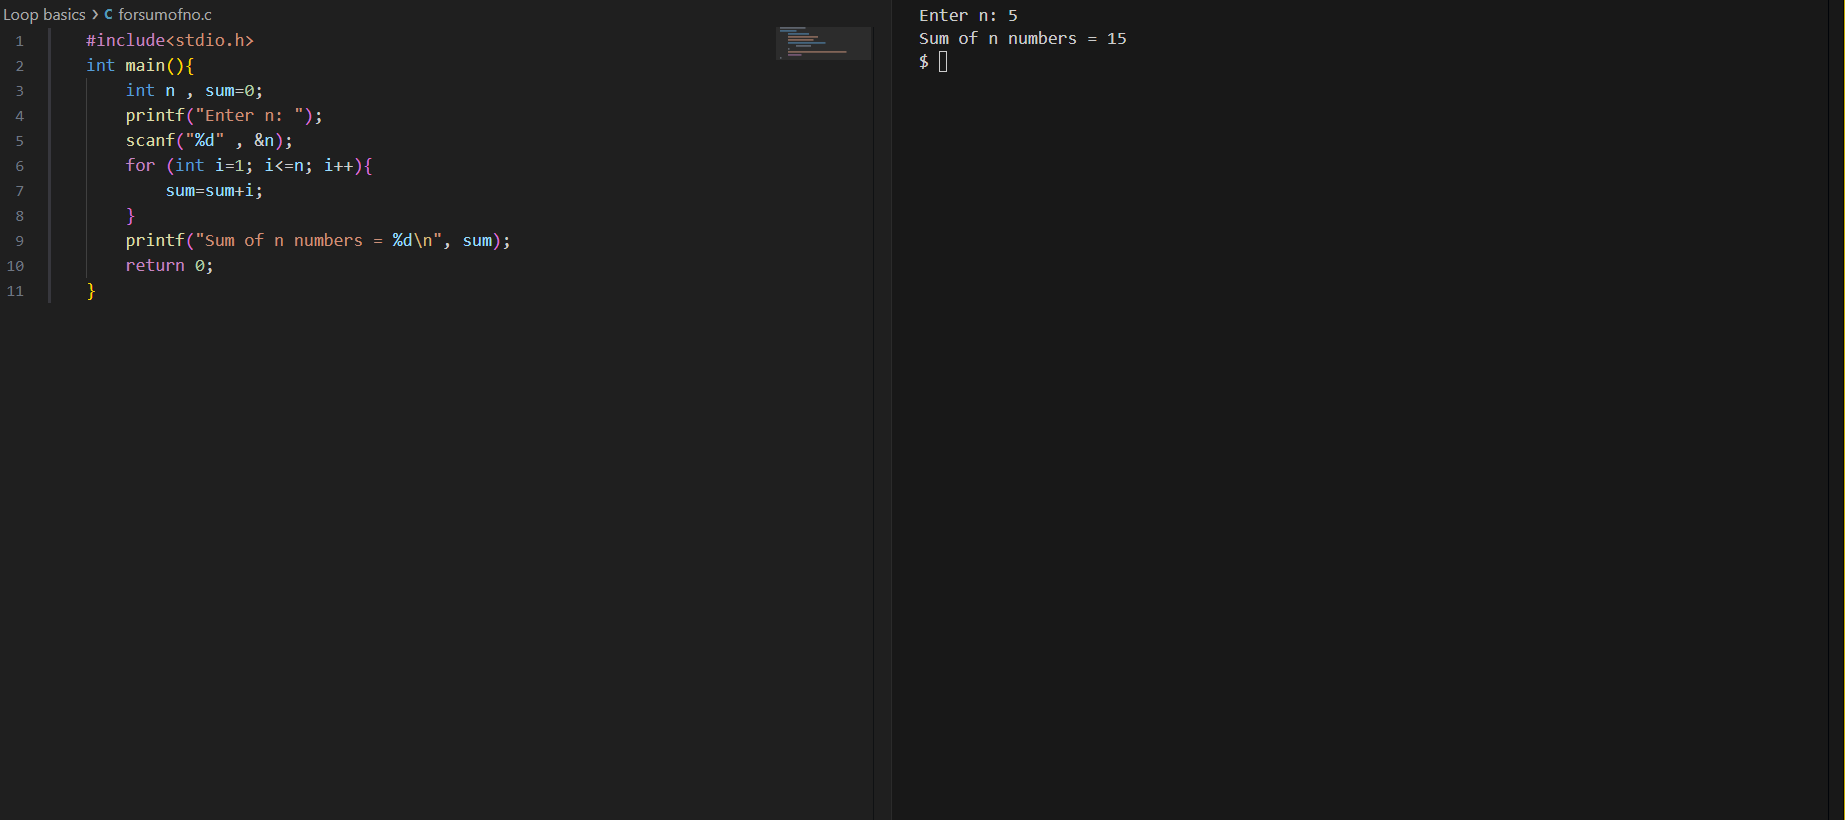 Loop basics > C forsumofno.c
1 #include<stdio.h>
2 int main(){
3 int n , sum=0;
4 printf("Enter n: ");
5 scanf("%d" , &n);
6 for (int i=1; i<=n; i++){
7 sum=sum+i;
8 }
9 printf("Sum of n numbers = %d\n", sum);
10 return 0;
11 }
Enter n: 5
Sum of n numbers = 15
$